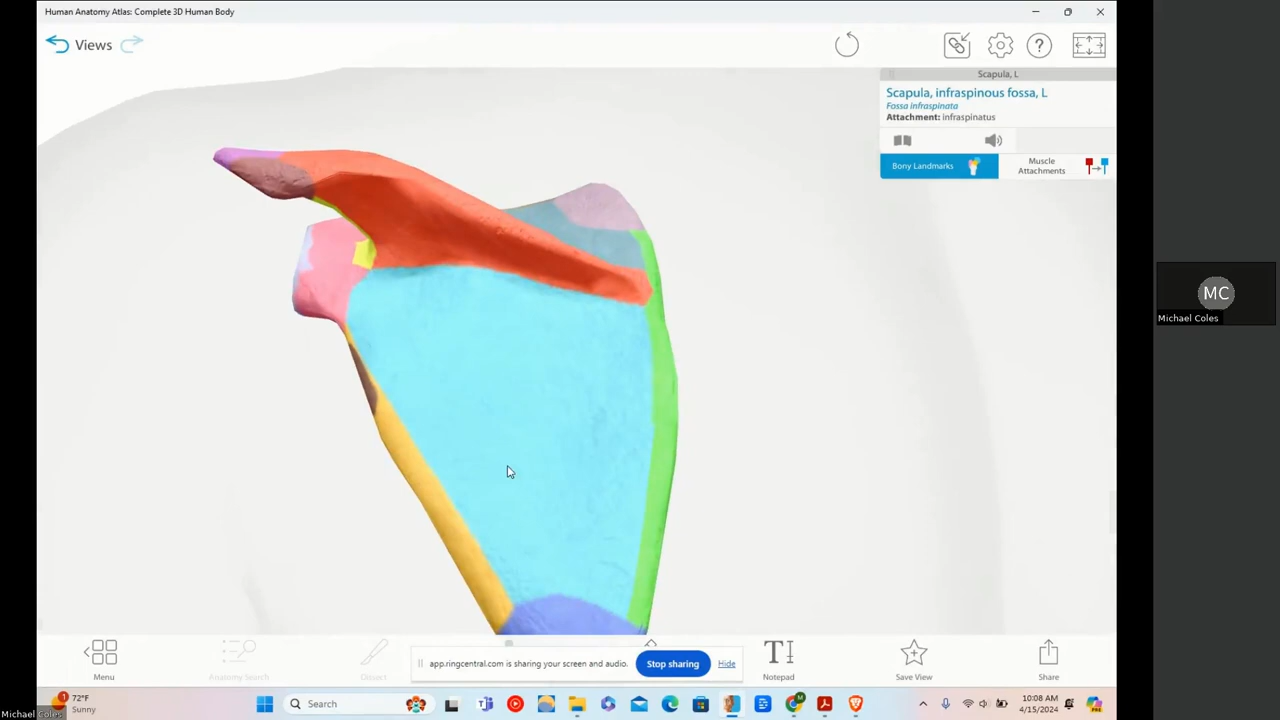 Human Anatomy Atlas: Complete 3D Human Body
Views
Scapula, L
Scapula, infraspinous fossa, L
Fossa infraspinata
Attachment: infraspinatus
Bony Landmarks
Muscle
Attachments
MC
Michael Coles
Menu
Anatomy Search
Dissect
app.ringcentral.com is sharing your screen and audio.
Stop sharing
Hide
Notepad
Save View
Share
1
72°F
Sunny
Search
10:08 AM
4/15/2024
Michael Coles